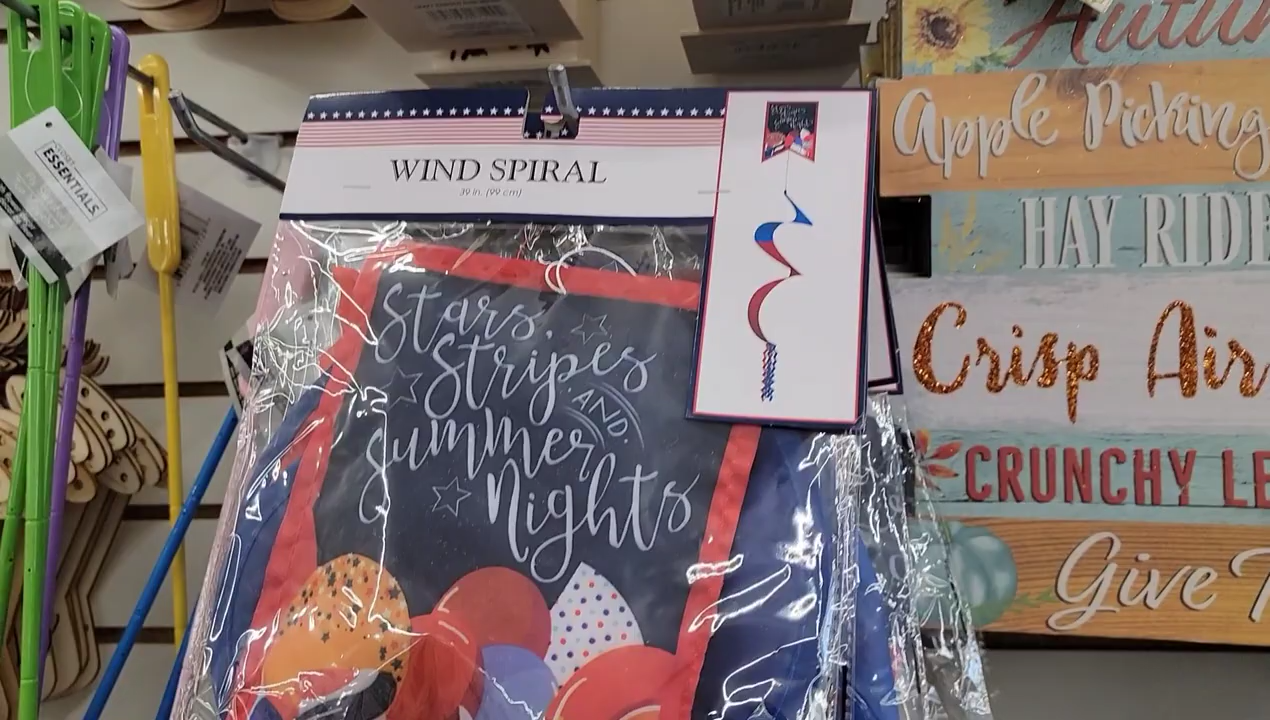 WIND SPIRAL
39 in. (99 cm)
Stars,
Stripes
AND
Summer
Nights
ESSENTIALS
Autum
Apple Picking
HAY RIDE
Crisp Air
CRUNCHY LE
Give T